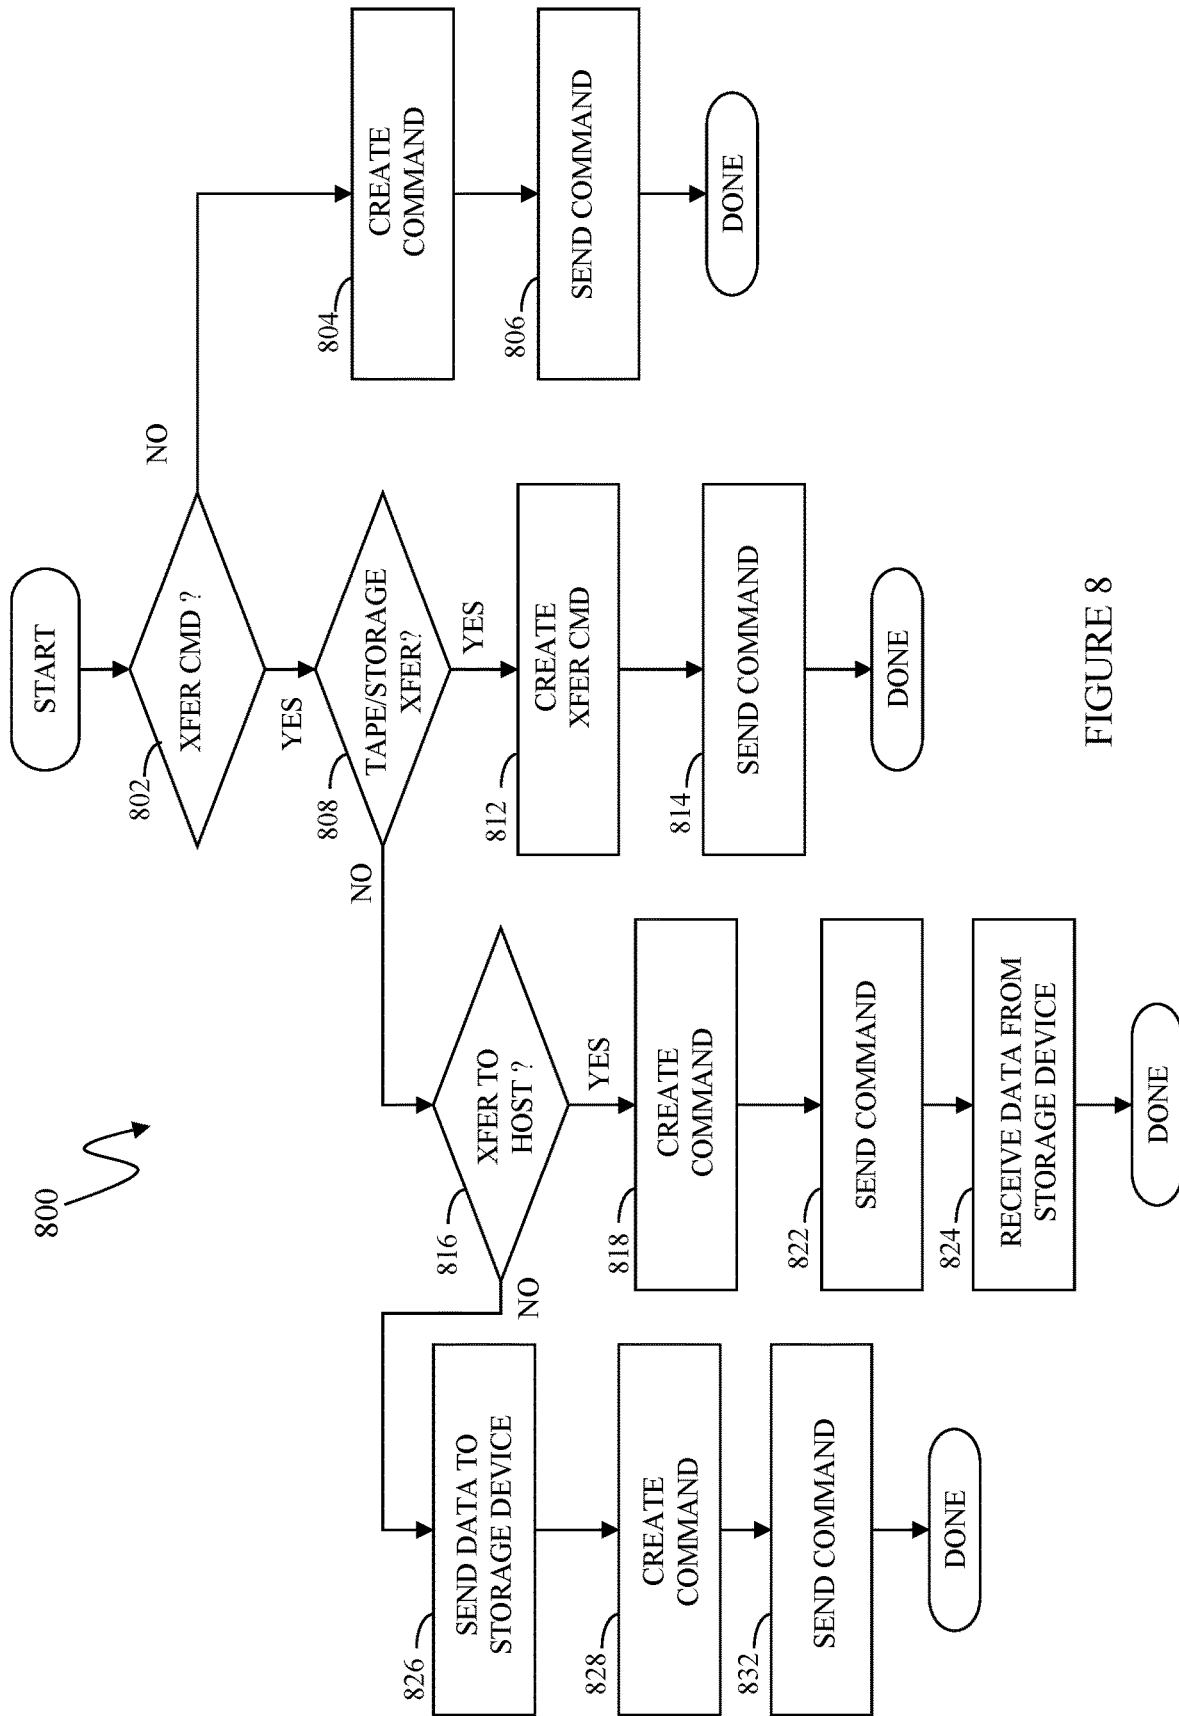 800
START
802
XFER CMD ?
NO
YES
804
CREATE
COMMAND
806
SEND COMMAND
DONE
808
TAPE/STORAGE
XFER?
NO
YES
812
CREATE
XFER CMD
814
SEND COMMAND
DONE
816
XFER TO
HOST ?
NO
YES
818
CREATE
COMMAND
822
SEND COMMAND
824
RECEIVE DATA FROM
STORAGE DEVICE
DONE
826
SEND DATA TO
STORAGE DEVICE
828
CREATE
COMMAND
832
SEND COMMAND
DONE
FIGURE 8